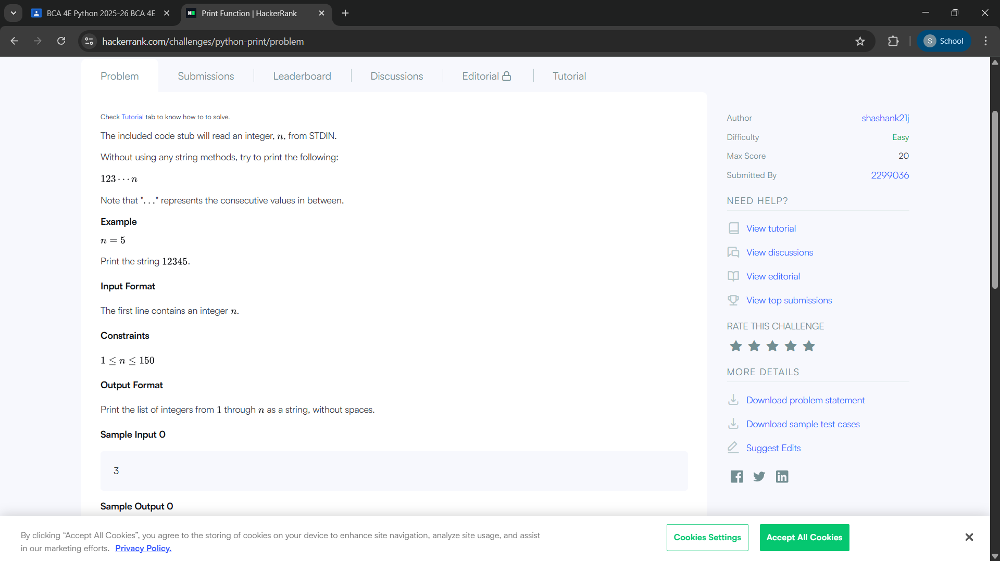 BCA 4E Python 2025-26 BCA 4E
Print Function | HackerRank
hackerrank.com/challenges/python-print/problem
S School
Problem
Submissions
Leaderboard
Discussions
Editorial
Tutorial
Check Tutorial tab to know how to to solve.
The included code stub will read an integer, n, from STDIN.
Without using any string methods, try to print the following:
123⋯n
Note that "..." represents the consecutive values in between.
Example
n = 5
Print the string 12345.
Input Format
The first line contains an integer n.
Constraints
1 ≤ n ≤ 150
Output Format
Print the list of integers from 1 through n as a string, without spaces.
Sample Input 0
3
Sample Output 0
Author shashank21j
Difficulty Easy
Max Score 20
Submitted By 2299036
NEED HELP?
View tutorial
View discussions
View editorial
View top submissions
RATE THIS CHALLENGE
MORE DETAILS
Download problem statement
Download sample test cases
Suggest Edits
By clicking “Accept All Cookies”, you agree to the storing of cookies on your device to enhance site navigation, analyze site usage, and assist
in our marketing efforts. Privacy Policy.
Cookies Settings
Accept All Cookies